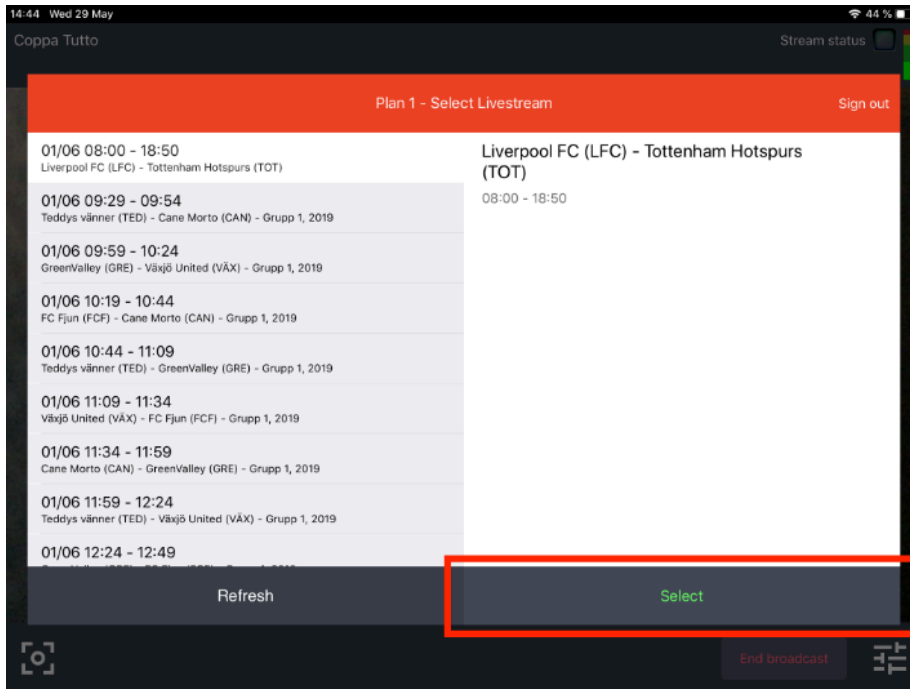 14:44 Wed 29 May
44 %
Coppa Tutto
Stream status
Plan 1 - Select Livestream
Sign out
01/06 08:00 - 18:50
Liverpool FC (LFC) - Tottenham Hotspurs (TOT)
01/06 09:29 - 09:54
Teddys vänner (TED) - Cane Morto (CAN) - Grupp 1, 2019
01/06 09:59 - 10:24
GreenValley (GRE) - Växjö United (VÄX) - Grupp 1, 2019
01/06 10:19 - 10:44
FC Fjun (FCF) - Cane Morto (CAN) - Grupp 1, 2019
01/06 10:44 - 11:09
Teddys vänner (TED) - GreenValley (GRE) - Grupp 1, 2019
01/06 11:09 - 11:34
Växjö United (VÄX) - FC Fjun (FCF) - Grupp 1, 2019
01/06 11:34 - 11:59
Cane Morto (CAN) - GreenValley (GRE) - Grupp 1, 2019
01/06 11:59 - 12:24
Teddys vänner (TED) - Växjö United (VÄX) - Grupp 1, 2019
01/06 12:24 - 12:49
Liverpool FC (LFC) - Tottenham Hotspurs
(TOT)
08:00 - 18:50
Refresh
Select
End broadcast